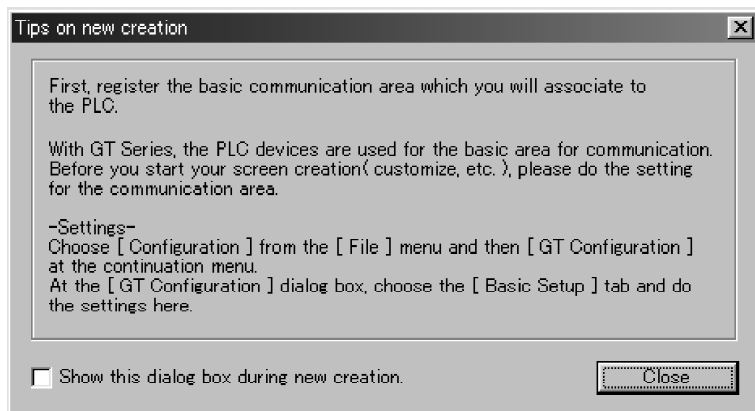 Tips on new creation
First, register the basic communication area which you will associate to
the PLC.
With GT Series, the PLC devices are used for the basic area for communication.
Before you start your screen creation( customize, etc. ), please do the setting
for the communication area.
-Settings-
Choose [ Configuration ] from the [ File ] menu and then [ GT Configuration ]
at the continuation menu.
At the [ GT Configuration ] dialog box, choose the [ Basic Setup ] tab and do
the settings here.
Show this dialog box during new creation.
Close